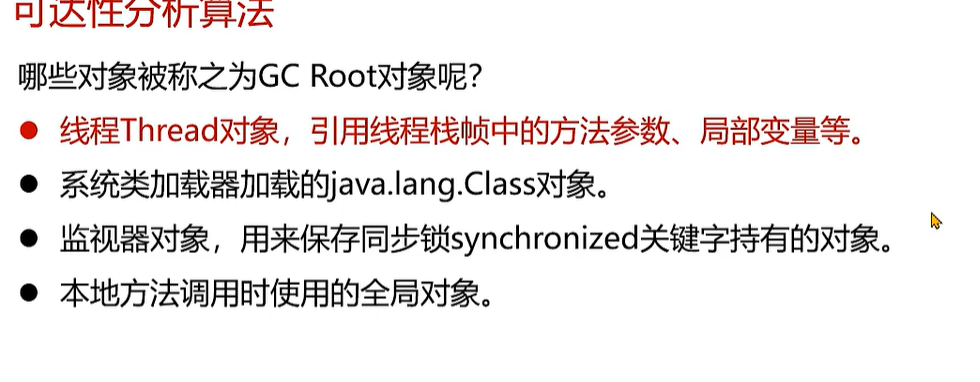 可达性分析算法
哪些对象被称之为GC Root对象呢?
● 线程Thread对象，引用线程栈帧中的方法参数、局部变量等。
● 系统类加载器加载的java.lang.Class对象。
● 监视器对象，用来保存同步锁synchronized关键字持有的对象。
● 本地方法调用时使用的全局对象。